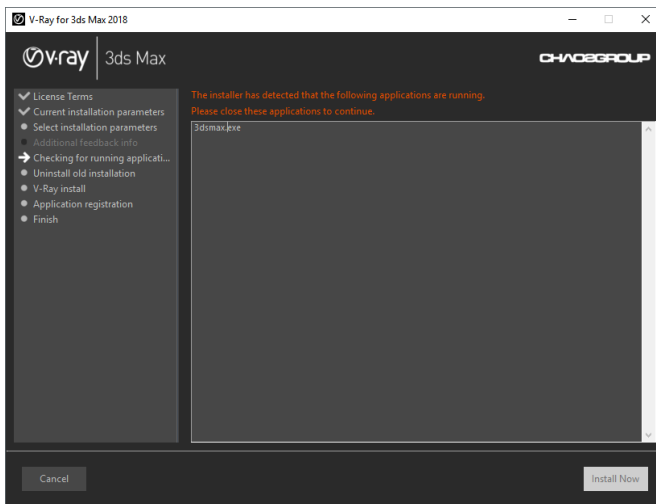 V-Ray for 3ds Max 2018
v·ray 3ds Max
CHAOSGROUP
License Terms
Current installation parameters
Select installation parameters
Additional feedback info
Checking for running applicati...
Uninstall old installation
V-Ray install
Application registration
Finish
The installer has detected that the following applications are running.
Please close these applications to continue.
3dsmax.exe
Cancel
Install Now